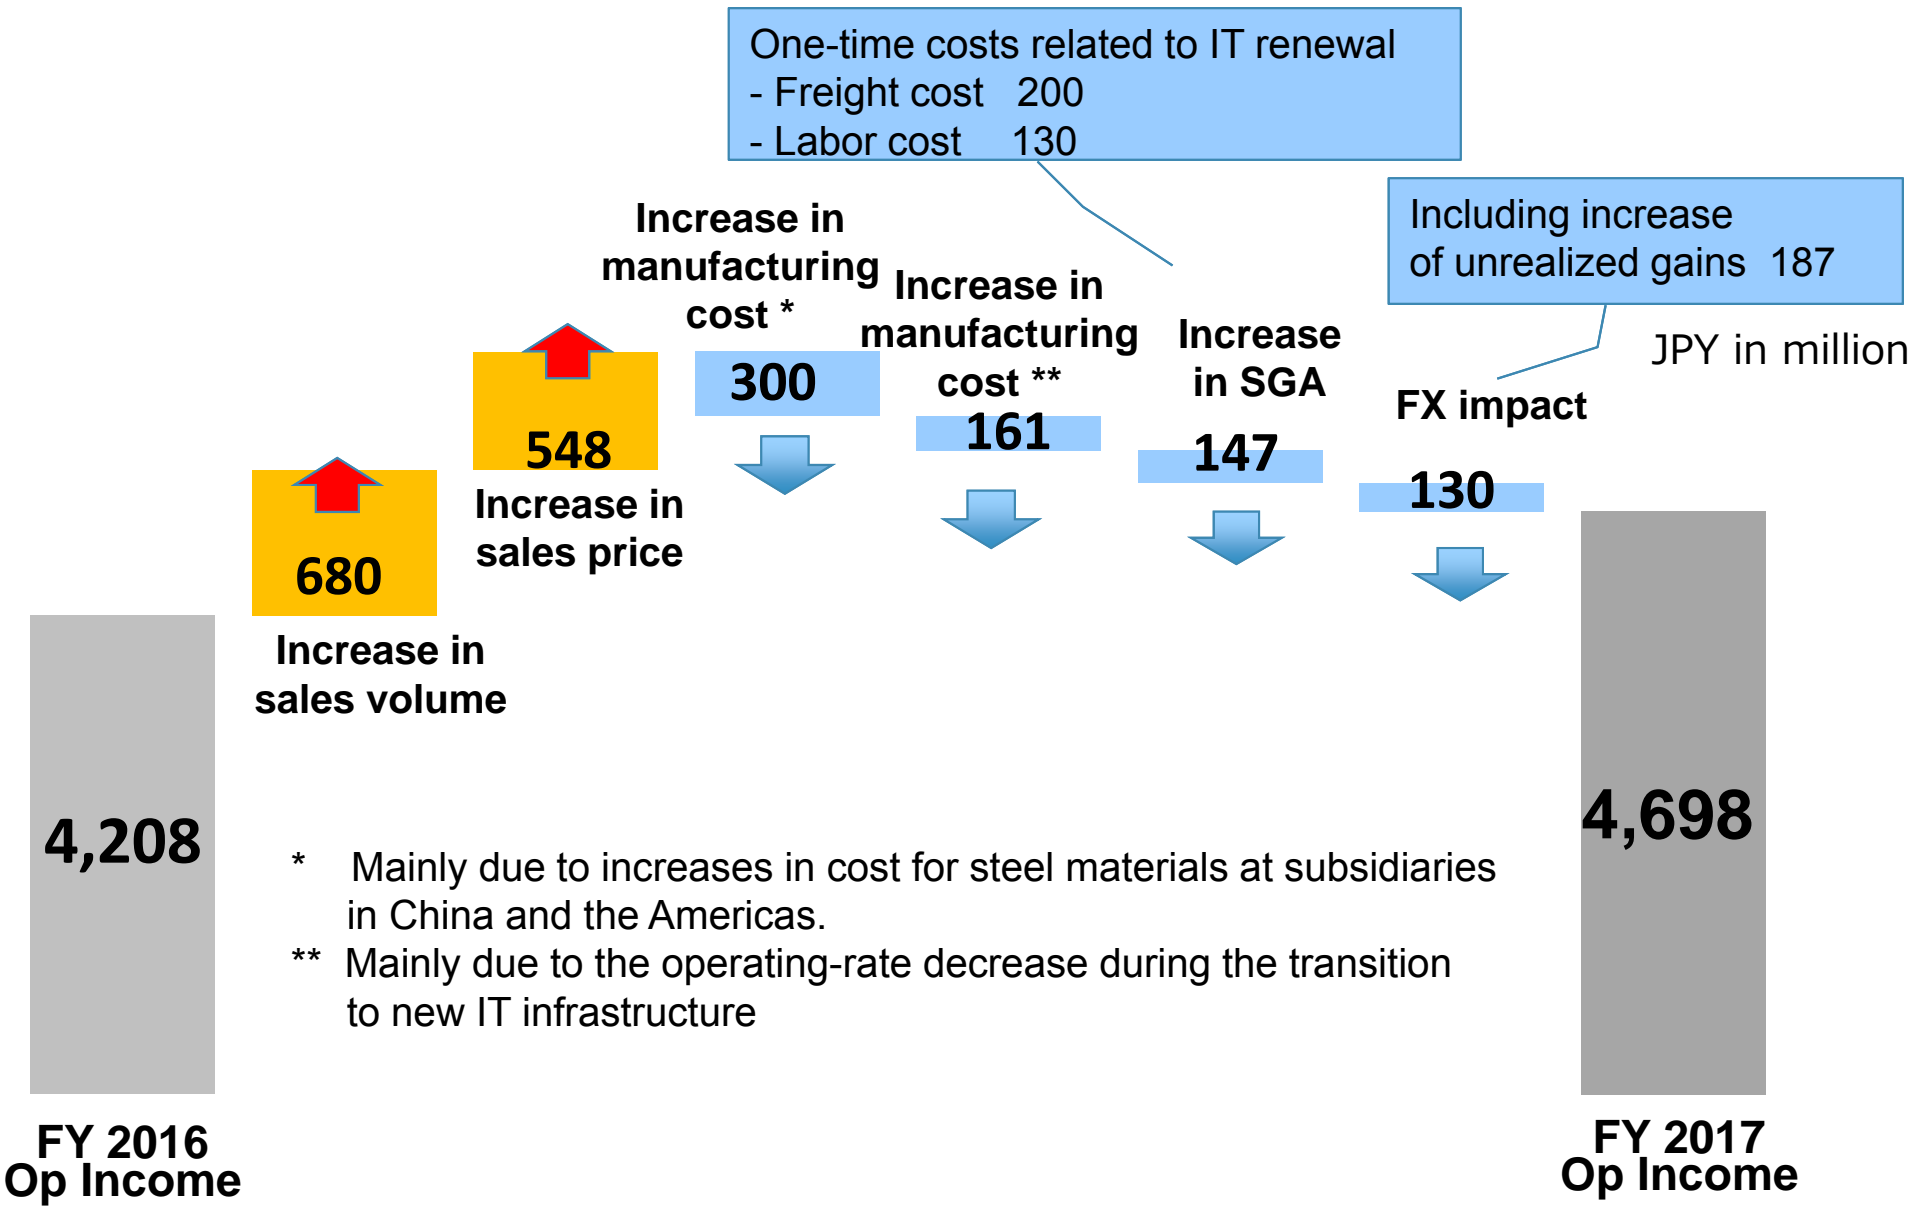 One-time costs related to IT renewal
- Freight cost 200
- Labor cost 130
Including increase
of unrealized gains 187
JPY in million
Increase in
manufacturing
cost *
300
Increase in
manufacturing
cost **
161
Increase
in SGA
147
FX impact
130
548
Increase in
sales price
680
Increase in
sales volume
4,208
FY 2016
Op Income
4,698
FY 2017
Op Income
* Mainly due to increases in cost for steel materials at subsidiaries
in China and the Americas.
** Mainly due to the operating-rate decrease during the transition
to new IT infrastructure